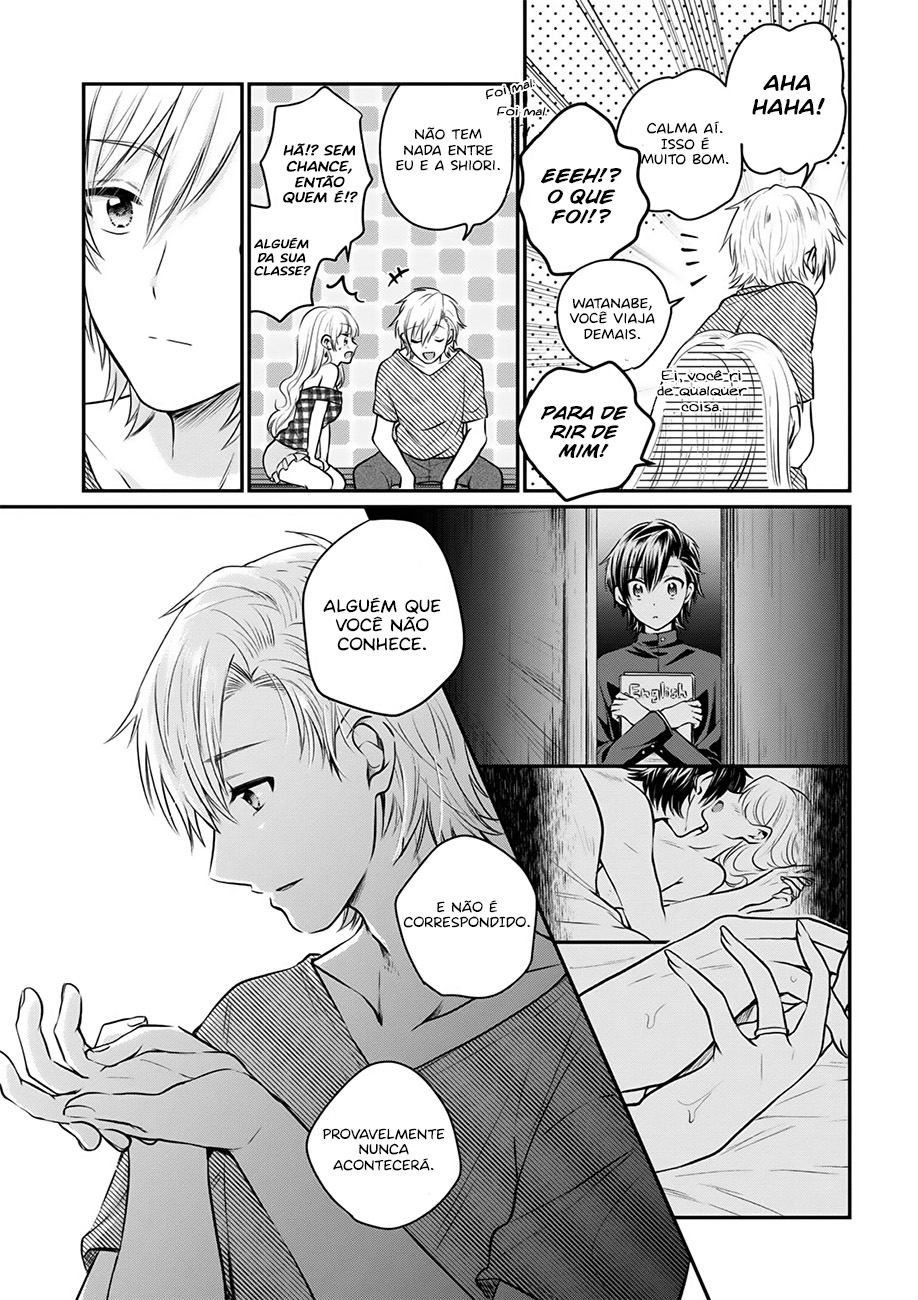 AHA
HAHA!
CALMA AÍ.
ISSO É
MUITO BOM.
Foi mal.
Foi mal.
EEEH!?
O QUE
FOI!?
WATANABE,
VOCÊ VIAJA
DEMAIS.
Ei, você ri
de qualquer
coisa.
PARA DE
RIR DE
MIM!
NÃO TEM
NADA ENTRE
EU E A SHIORI.
HÃ!? SEM
CHANCE,
ENTÃO
QUEM É!?
ALGUÉM
DA SUA
CLASSE?
English
ALGUÉM QUE
VOCÊ NÃO
CONHECE.
E NÃO É
CORRESPONDIDO.
PROVAVELMENTE
NUNCA
ACONTECERÁ.